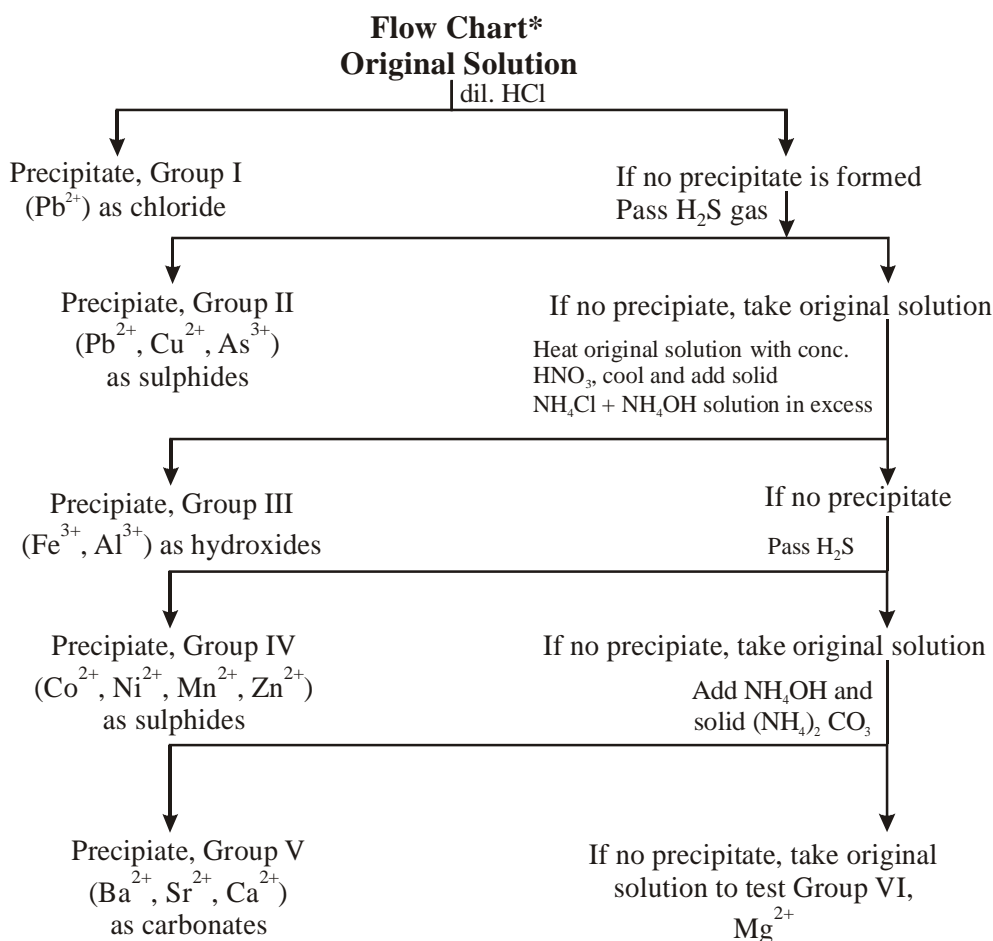 Flow Chart*
Original Solution
dil. HCl
Precipitate, Group I
(Pb²⁺) as chloride
If no precipitate is formed
Pass H₂S gas
Precipiate, Group II
(Pb²⁺, Cu²⁺, As³⁺)
as sulphides
If no precipiate, take original solution
Heat original solution with conc.
HNO₃, cool and add solid
NH₄Cl + NH₄OH solution in excess
Precipiate, Group III
(Fe³⁺, Al³⁺) as hydroxides
If no precipitate
Pass H₂S
Precipiate, Group IV
(Co²⁺, Ni²⁺, Mn²⁺, Zn²⁺)
as sulphides
If no precipiate, take original solution
Add NH₄OH and
solid (NH₄)₂ CO₃
Precipiate, Group V
(Ba²⁺, Sr²⁺, Ca²⁺)
as carbonates
If no precipitate, take original
solution to test Group VI,
Mg²⁺